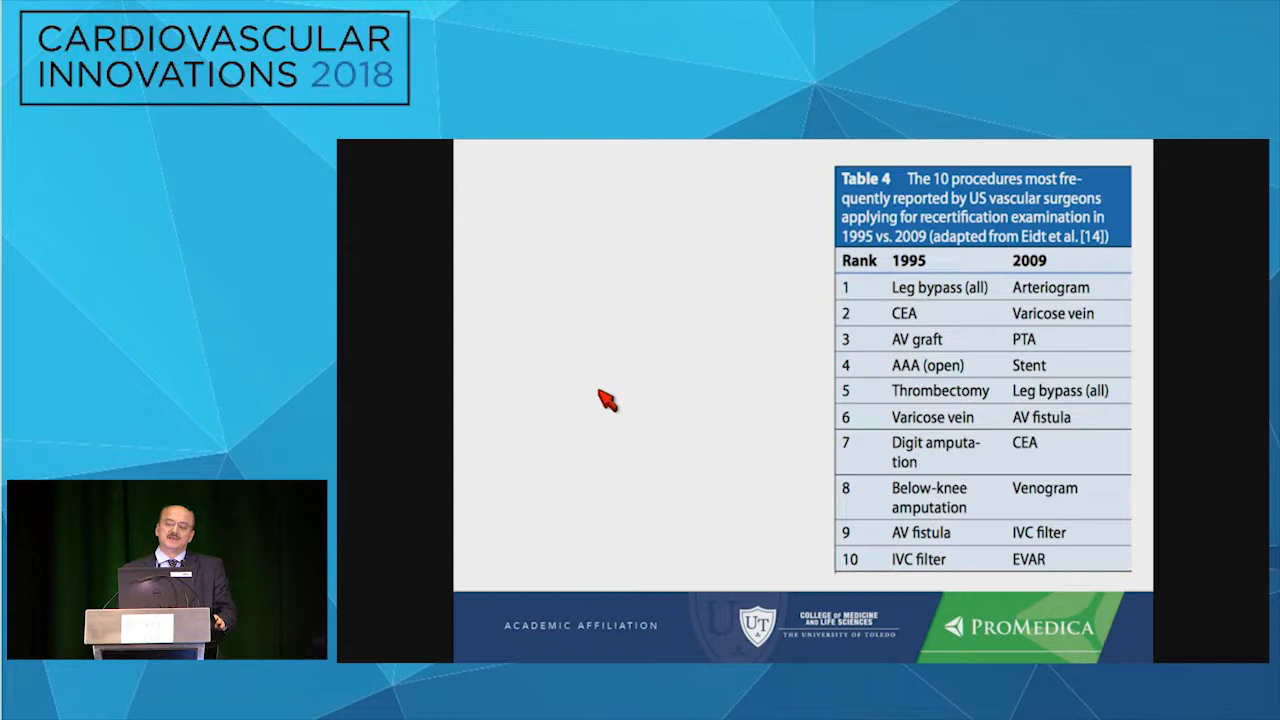 CARDIOVASCULAR
INNOVATIONS 2018
Table 4 The 10 procedures most fre-
quently reported by US vascular surgeons
applying for recertification examination in
1995 vs. 2009 (adapted from Eidt et al. [14])
Rank 1995 2009
1 Leg bypass (all) Arteriogram
2 CEA Varicose vein
3 AV graft PTA
4 AAA (open) Stent
5 Thrombectomy Leg bypass (all)
6 Varicose vein AV fistula
7 Digit amputa- CEA
tion
8 Below-knee Venogram
amputation
9 AV fistula IVC filter
10 IVC filter EVAR
ACADEMIC AFFILIATION
UT
COLLEGE OF MEDICINE
AND LIFE SCIENCES
THE UNIVERSITY OF TOLEDO
PROMEDICA